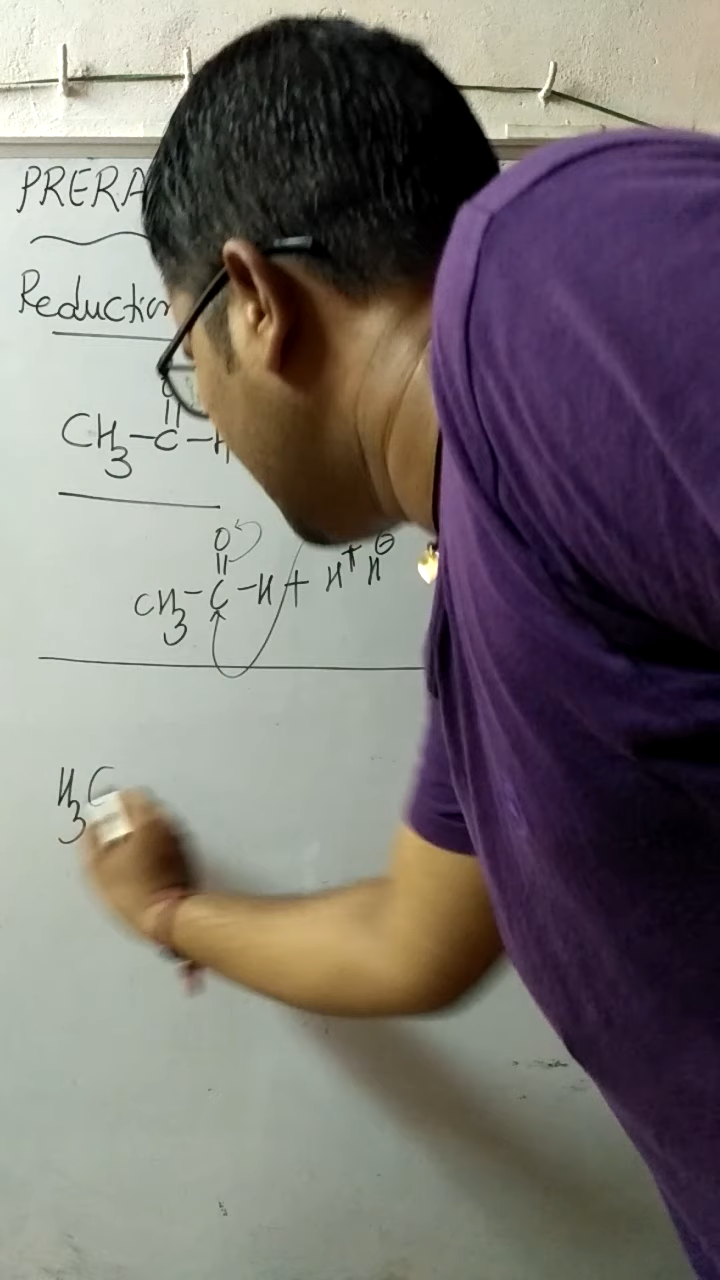 PRERA
Reduction
O
CH3-C-H
O
CH3-C-H + H+ H⊖
H3C